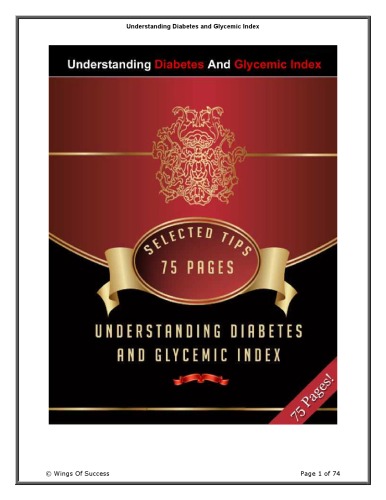 Understanding Diabetes and Glycemic Index
Understanding Diabetes And Glycemic Index
SELECTED TIPS
75 PAGES
UNDERSTANDING DIABETES
AND GLYCEMIC INDEX
75 Pages!
© Wings Of Success Page 1 of 74